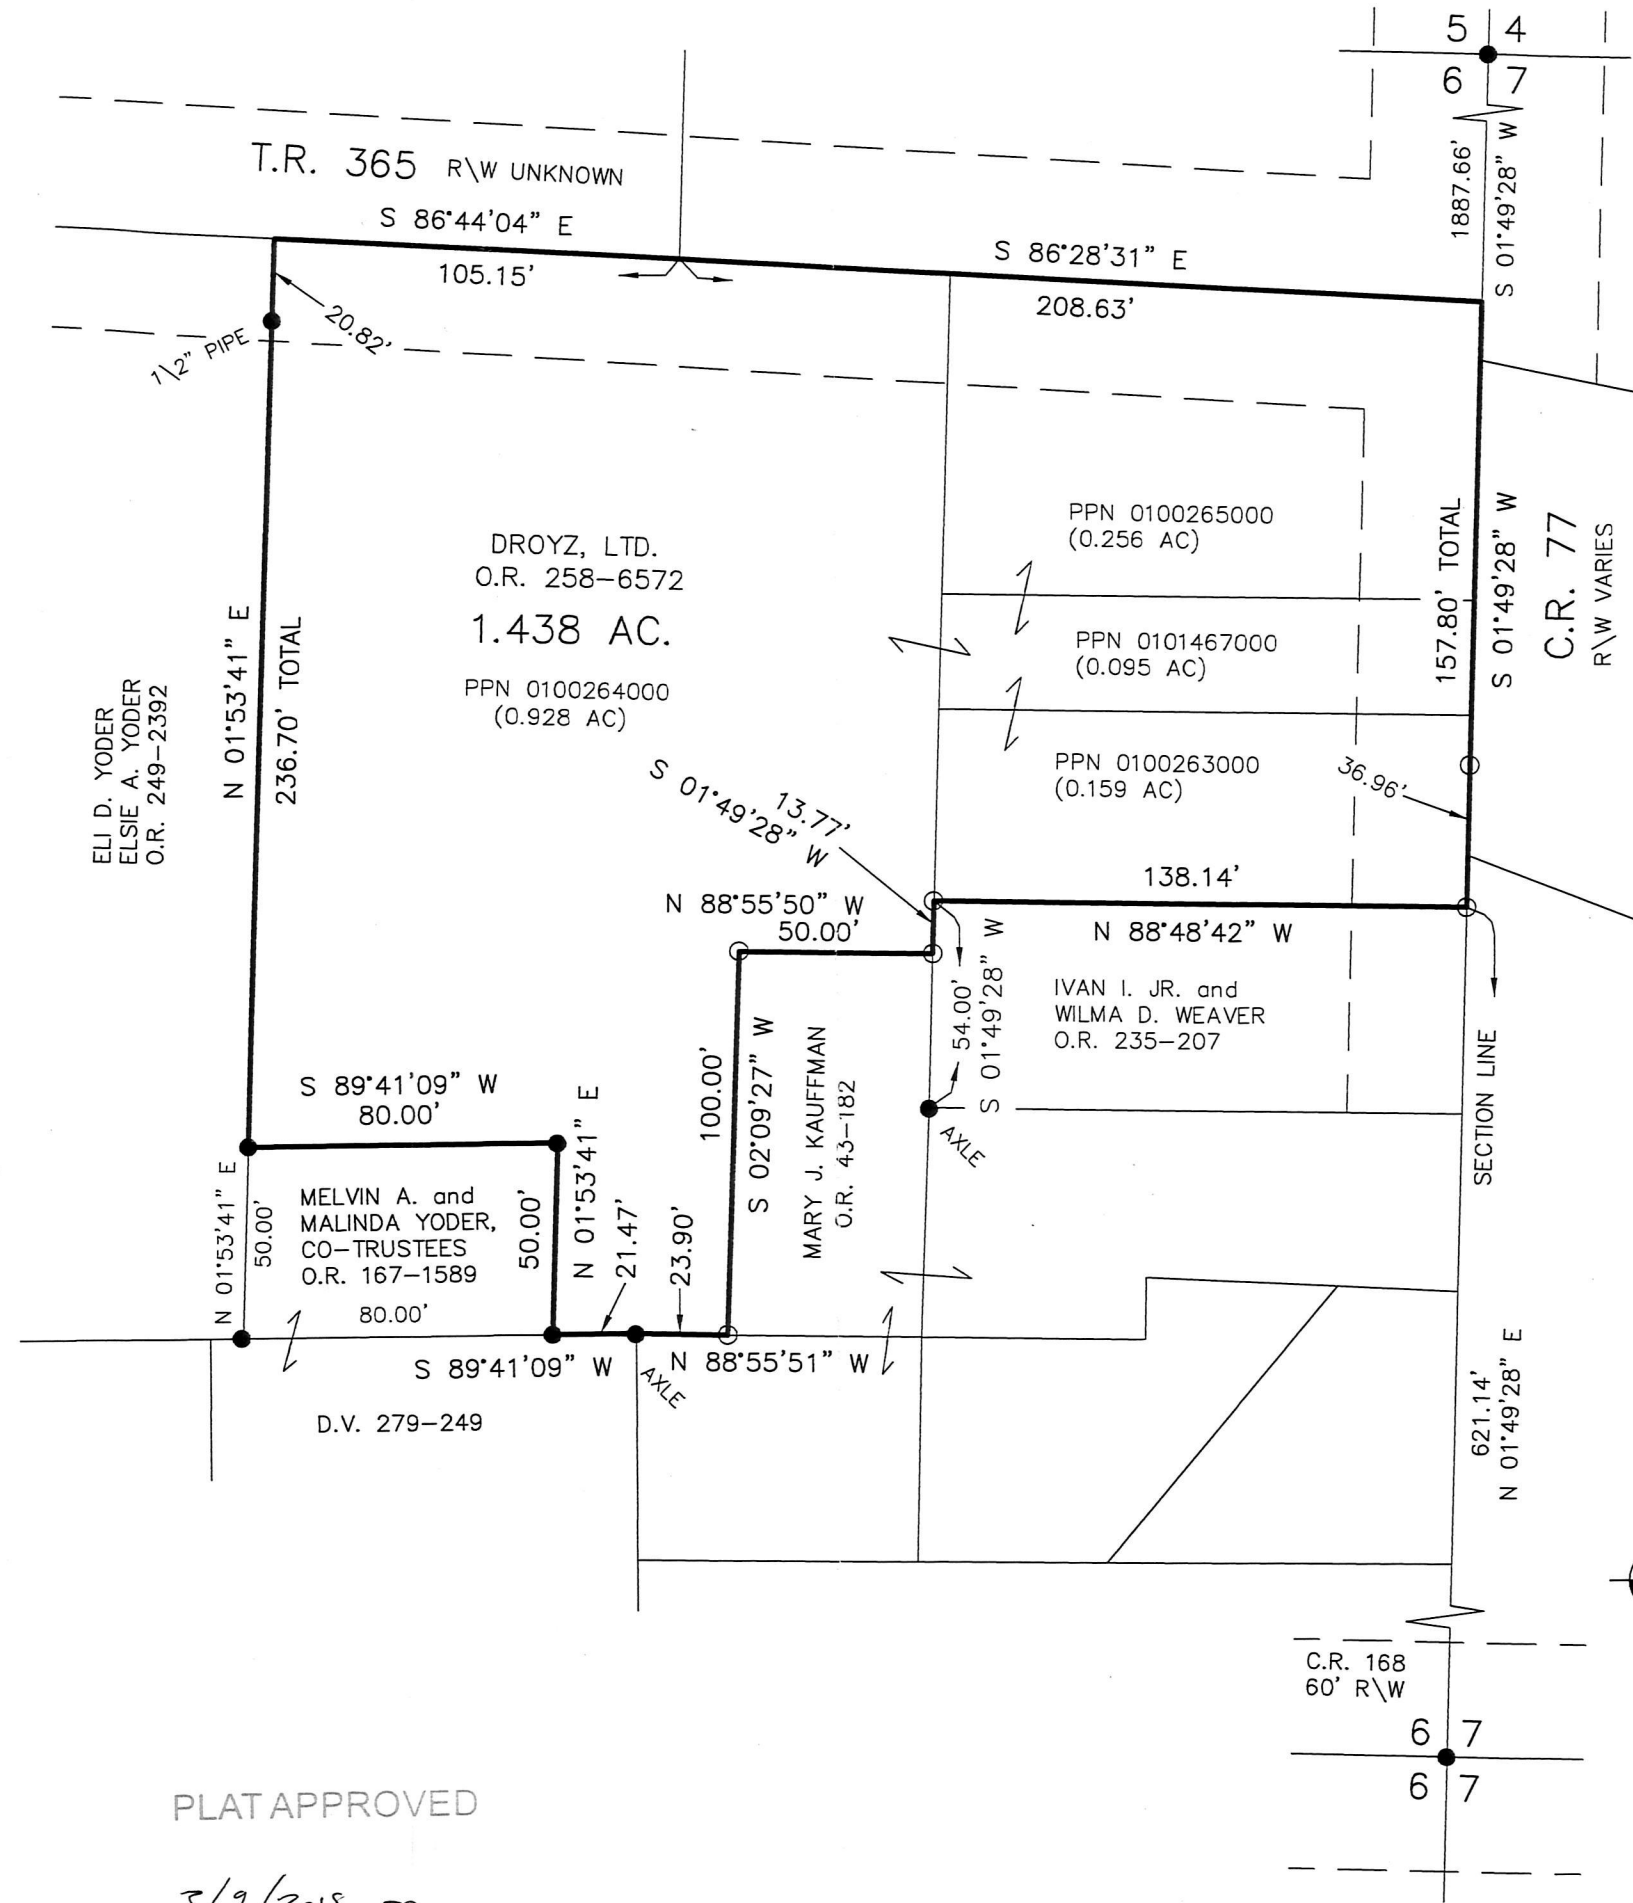 5 4
6 7
1887.66'
S 01°49'28" W
T.R. 365 R\W UNKNOWN
S 86°44'04" E
105.15'
S 86°28'31" E
208.63'
20.82'
1\2" PIPE
DROYZ, LTD.
O.R. 258-6572
1.438 AC.
PPN 0100264000
(0.928 AC)
PPN 0100265000
(0.256 AC)
PPN 0101467000
(0.095 AC)
PPN 0100263000
(0.159 AC)
157.80' TOTAL
S 01°49'28" W
C.R. 77
R\W VARIES
N 01°53'41" E
236.70' TOTAL
ELI D. YODER
ELSIE A. YODER
O.R. 249-2392
13.77'
S 01°49'28" W
36.96'
138.14'
N 88°48'42" W
N 88°55'50" W
50.00'
54.00'
S 01°49'28" W
IVAN I. JR. and
WILMA D. WEAVER
O.R. 235-207
100.00'
S 02°09'27" W
MARY J. KAUFFMAN
O.R. 43-182
AXLE
SECTION LINE
S 89°41'09" W
80.00'
N 01°53'41" E
50.00'
MELVIN A. and
MALINDA YODER,
CO-TRUSTEES
O.R. 167-1589
80.00'
50.00'
N 01°53'41" E
21.47'
23.90'
S 89°41'09" W
N 88°55'51" W
AXLE
D.V. 279-249
621.14'
N 01°49'28" E
C.R. 168
60' R\W
6 7
6 7
PLAT APPROVED